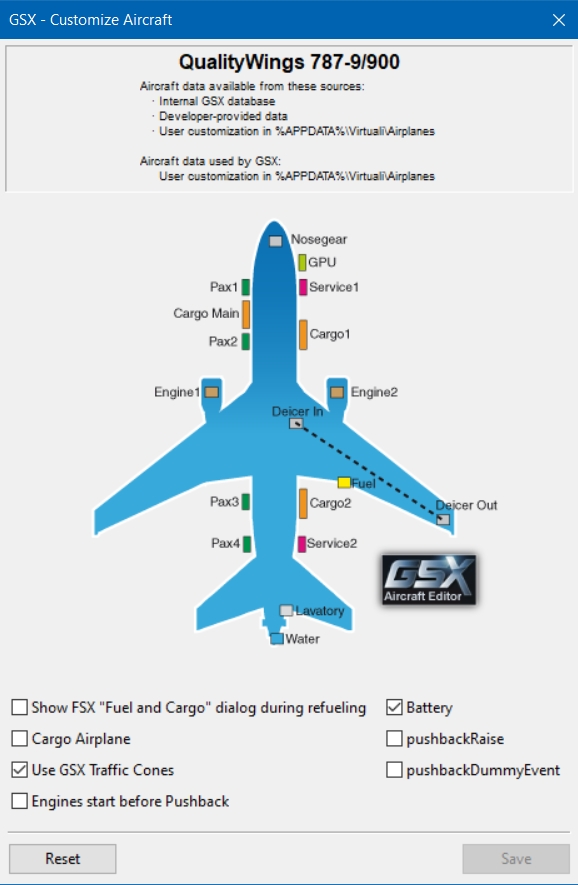 GSX - Customize Aircraft
QualityWings 787-9/900
Aircraft data available from these sources:
· Internal GSX database
· Developer-provided data
· User customization in %APPDATA%\Virtuali\Airplanes
Aircraft data used by GSX:
User customization in %APPDATA%\Virtuali\Airplanes
Nosegear
GPU
Pax1
Service1
Cargo Main
Cargo1
Pax2
Engine1
Engine2
Deicer In
Fuel
Pax3
Cargo2
Deicer Out
Pax4
Service2
GSX
Aircraft Editor
Lavatory
Water
Show FSX "Fuel and Cargo" dialog during refueling
Battery
Cargo Airplane
pushbackRaise
Use GSX Traffic Cones
pushbackDummyEvent
Engines start before Pushback
Reset
Save